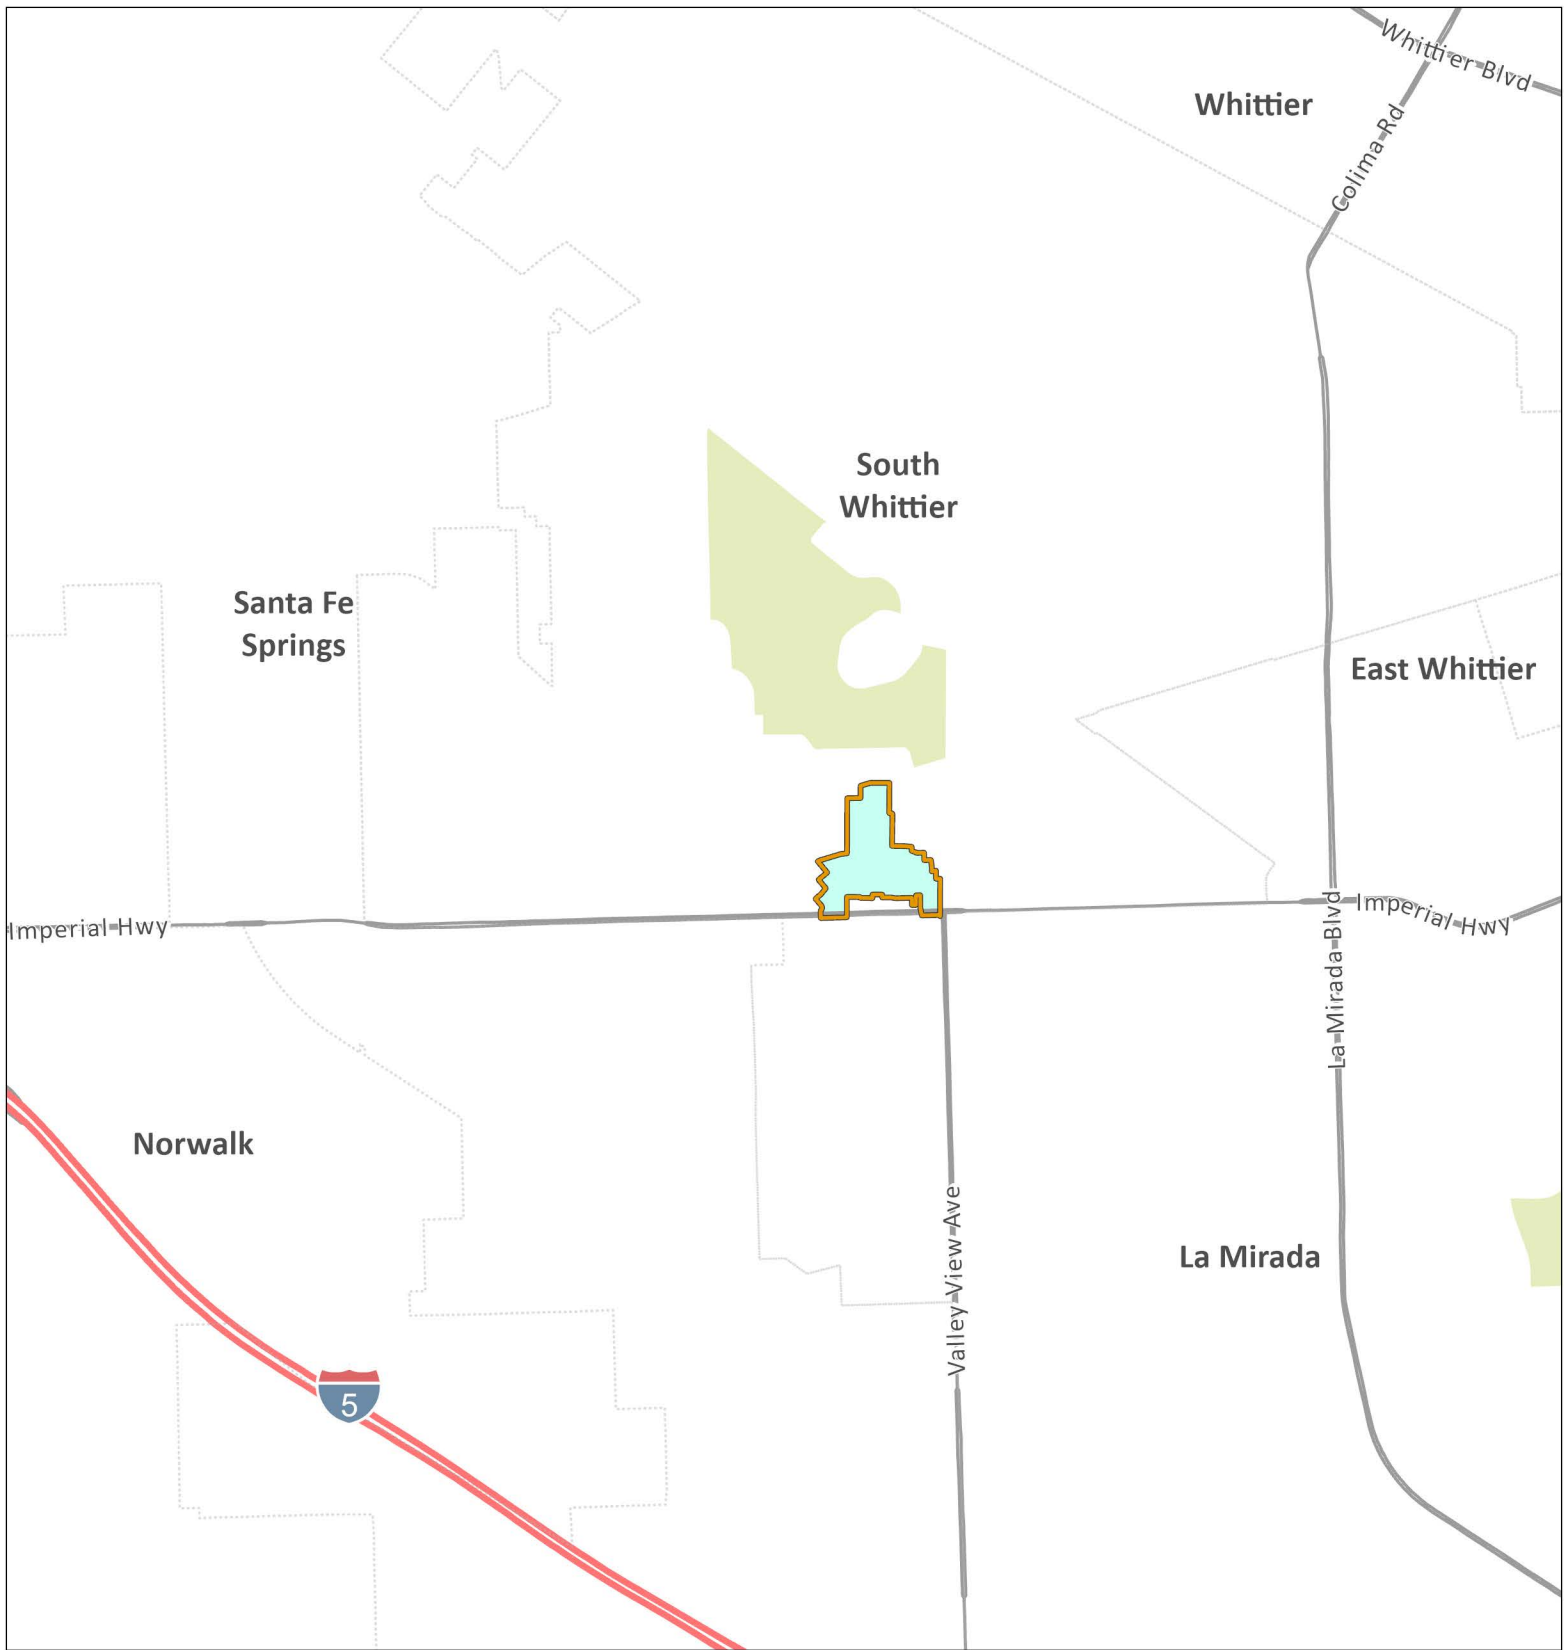 Whittier Blvd
Whittier
Colima Rd
South
Whittier
Santa Fe
Springs
East Whittier
Imperial Hwy
Imperial Hwy
La Mirada Blvd
Norwalk
Valley View Ave
La Mirada
5